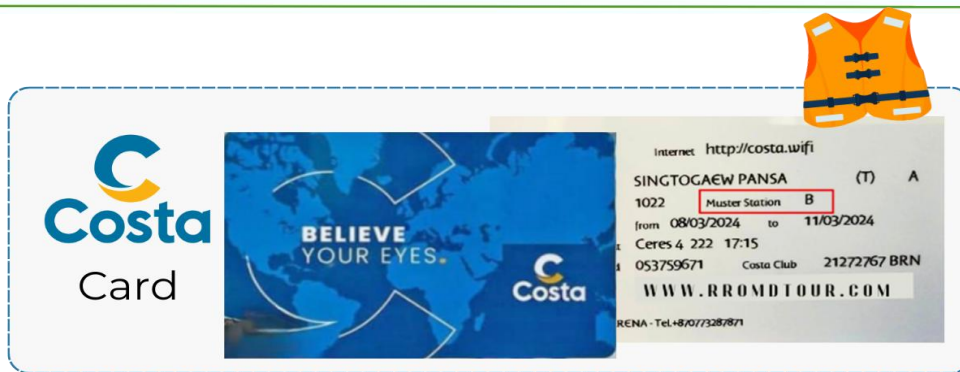 Costa
Card
BELIEVE
YOUR EYES.
Costa
Internet http://costa.wifi
SINGTOGAEW PANSA (T) A
1022 Muster Station B
from 08/03/2024 to 11/03/2024
Ceres 4 222 17:15
053759671 Costa Club 21272767 BRN
WWW.RROMDTOUR.COM
RENA - Tel.+870773287871